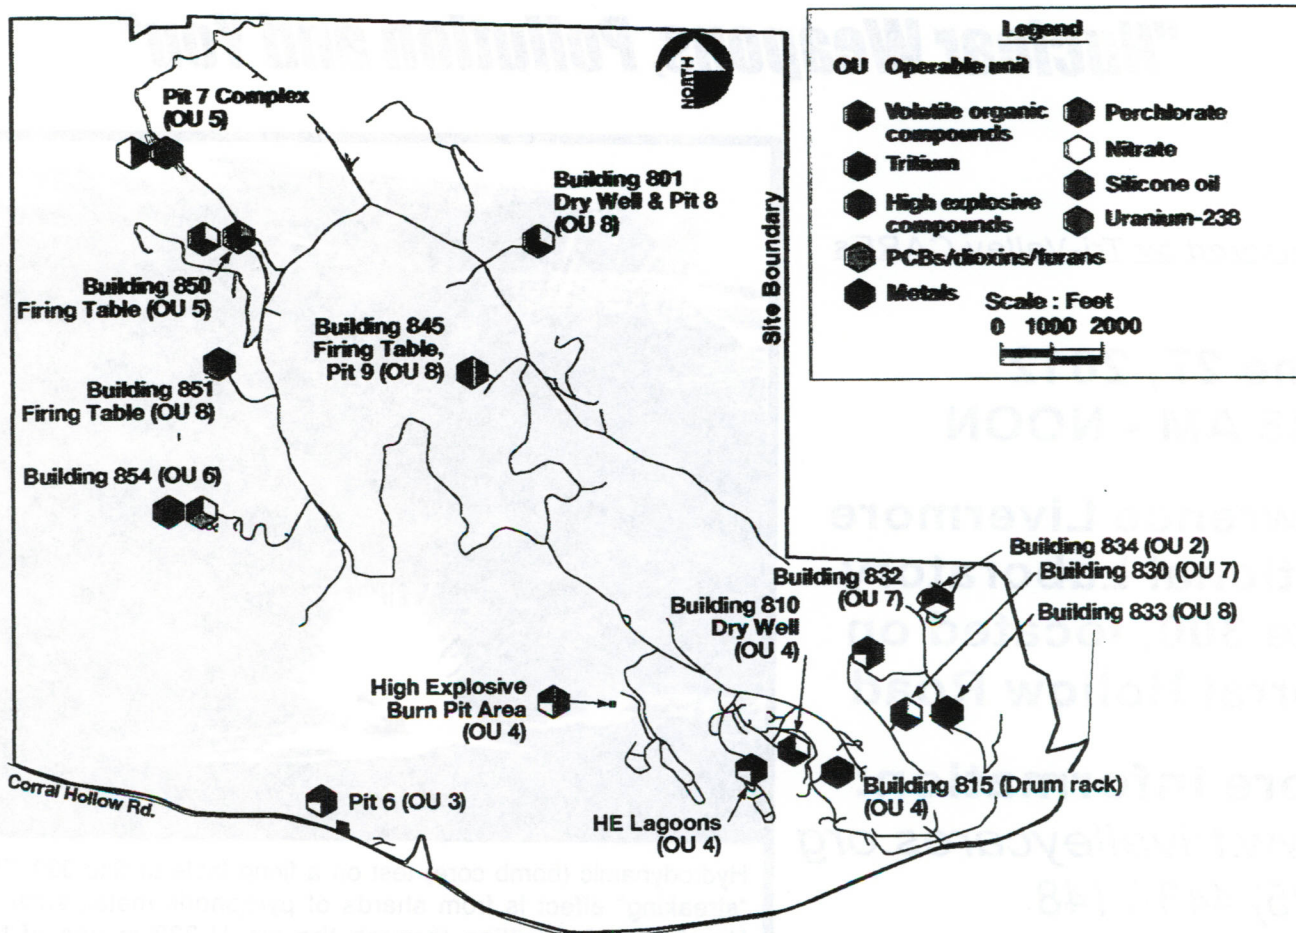 Legend
OU Operable unit
Volatile organic
compounds
Tritium
High explosive
compounds
PCBs/dioxins/furans
Metals
Perchlorate
Nitrate
Silicone oil
Uranium-238
Scale : Feet
0 1000 2000
NORTH
Site Boundary
Pit 7 Complex
(OU 5)
Building 801
Dry Well & Pit 8
(OU 8)
Building 850
Firing Table (OU 5)
Building 845
Firing Table,
Pit 9 (OU 8)
Building 851
Firing Table (OU 8)
Building 854 (OU 6)
Building 834 (OU 2)
Building 830 (OU 7)
Building 833 (OU 8)
Building 832
(OU 7)
Building 810
Dry Well
(OU 4)
High Explosive
Burn Pit Area
(OU 4)
Building 815 (Drum rack)
(OU 4)
HE Lagoons
(OU 4)
Pit 6 (OU 3)
Corral Hollow Rd.